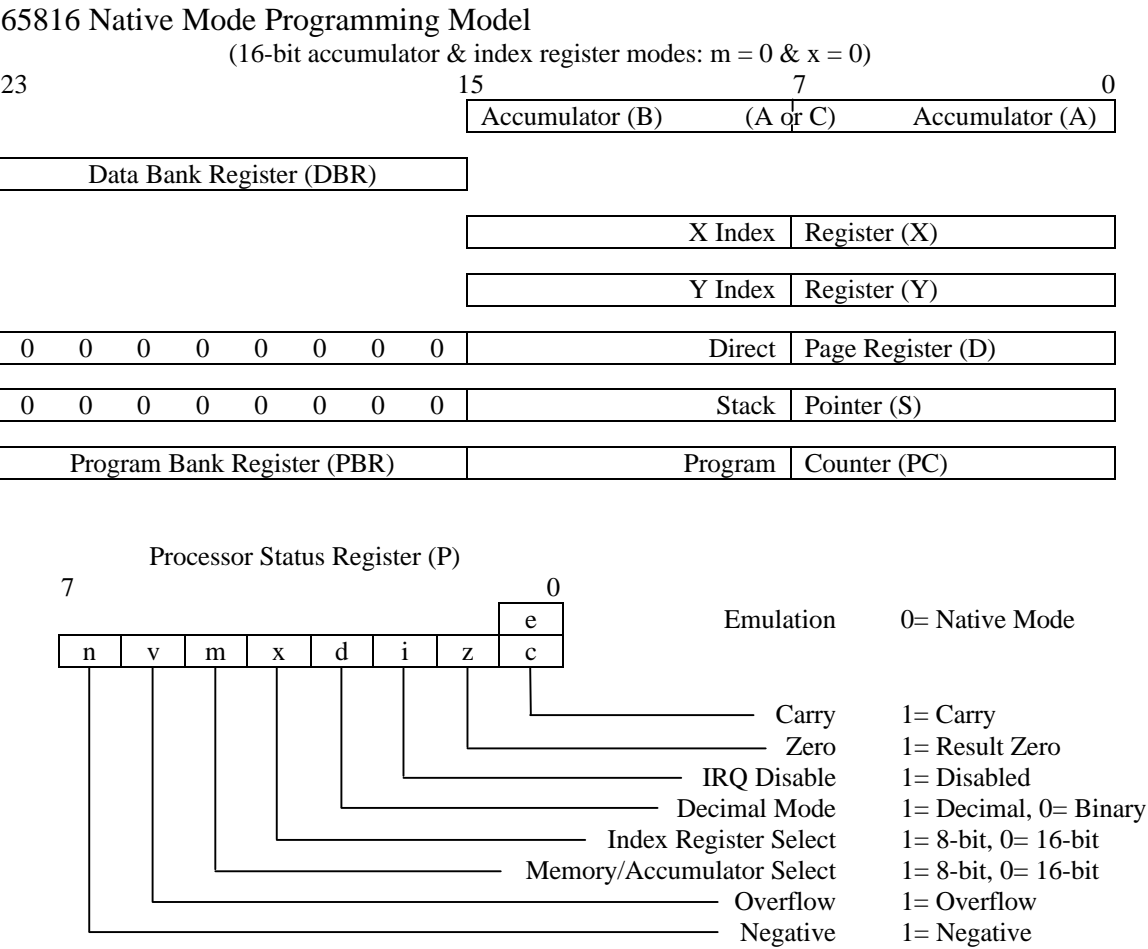 65816 Native Mode Programming Model
(16-bit accumulator & index register modes: m = 0 & x = 0)
23 15 7 0
Accumulator (B) (A or C) Accumulator (A)
Data Bank Register (DBR)
X Index Register (X)
Y Index Register (Y)
0 0 0 0 0 0 0 0 Direct Page Register (D)
0 0 0 0 0 0 0 0 Stack Pointer (S)
Program Bank Register (PBR) Program Counter (PC)
Processor Status Register (P)
7 0
e Emulation 0= Native Mode
n v m x d i z c
Carry 1= Carry
Zero 1= Result Zero
IRQ Disable 1= Disabled
Decimal Mode 1= Decimal, 0= Binary
Index Register Select 1= 8-bit, 0= 16-bit
Memory/Accumulator Select 1= 8-bit, 0= 16-bit
Overflow 1= Overflow
Negative 1= Negative